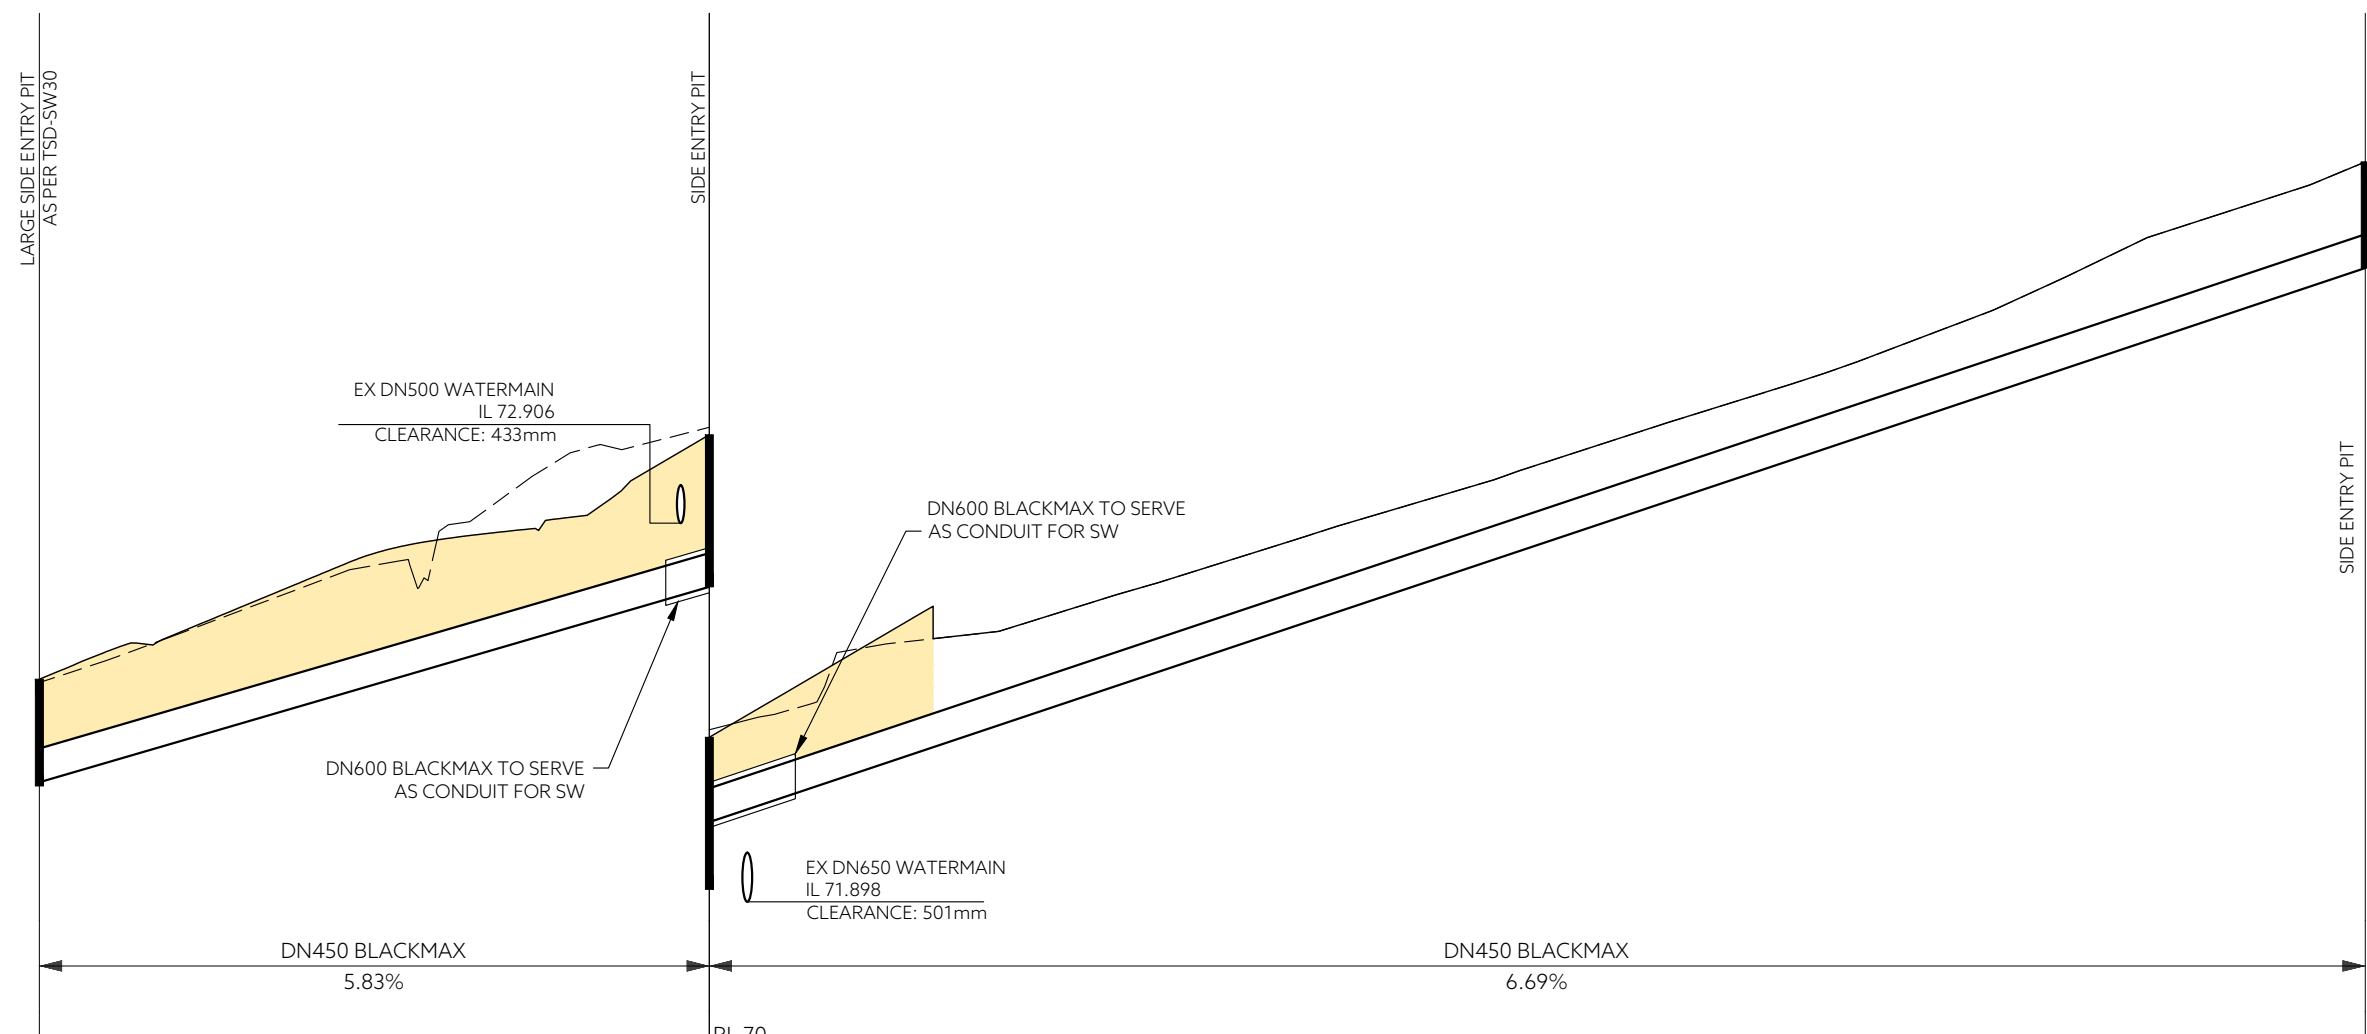 LARGE SIDE ENTRY PIT
AS PER TSD-SW30
SIDE ENTRY PIT
EX DN500 WATERMAIN
IL 72.906
CLEARANCE: 433mm
DN600 BLACKMAX TO SERVE
AS CONDUIT FOR SW
SIDE ENTRY PIT
DN600 BLACKMAX TO SERVE
AS CONDUIT FOR SW
EX DN650 WATERMAIN
IL 71.898
CLEARANCE: 501mm
DN450 BLACKMAX
5.83%
DN450 BLACKMAX
6.69%
RL 70